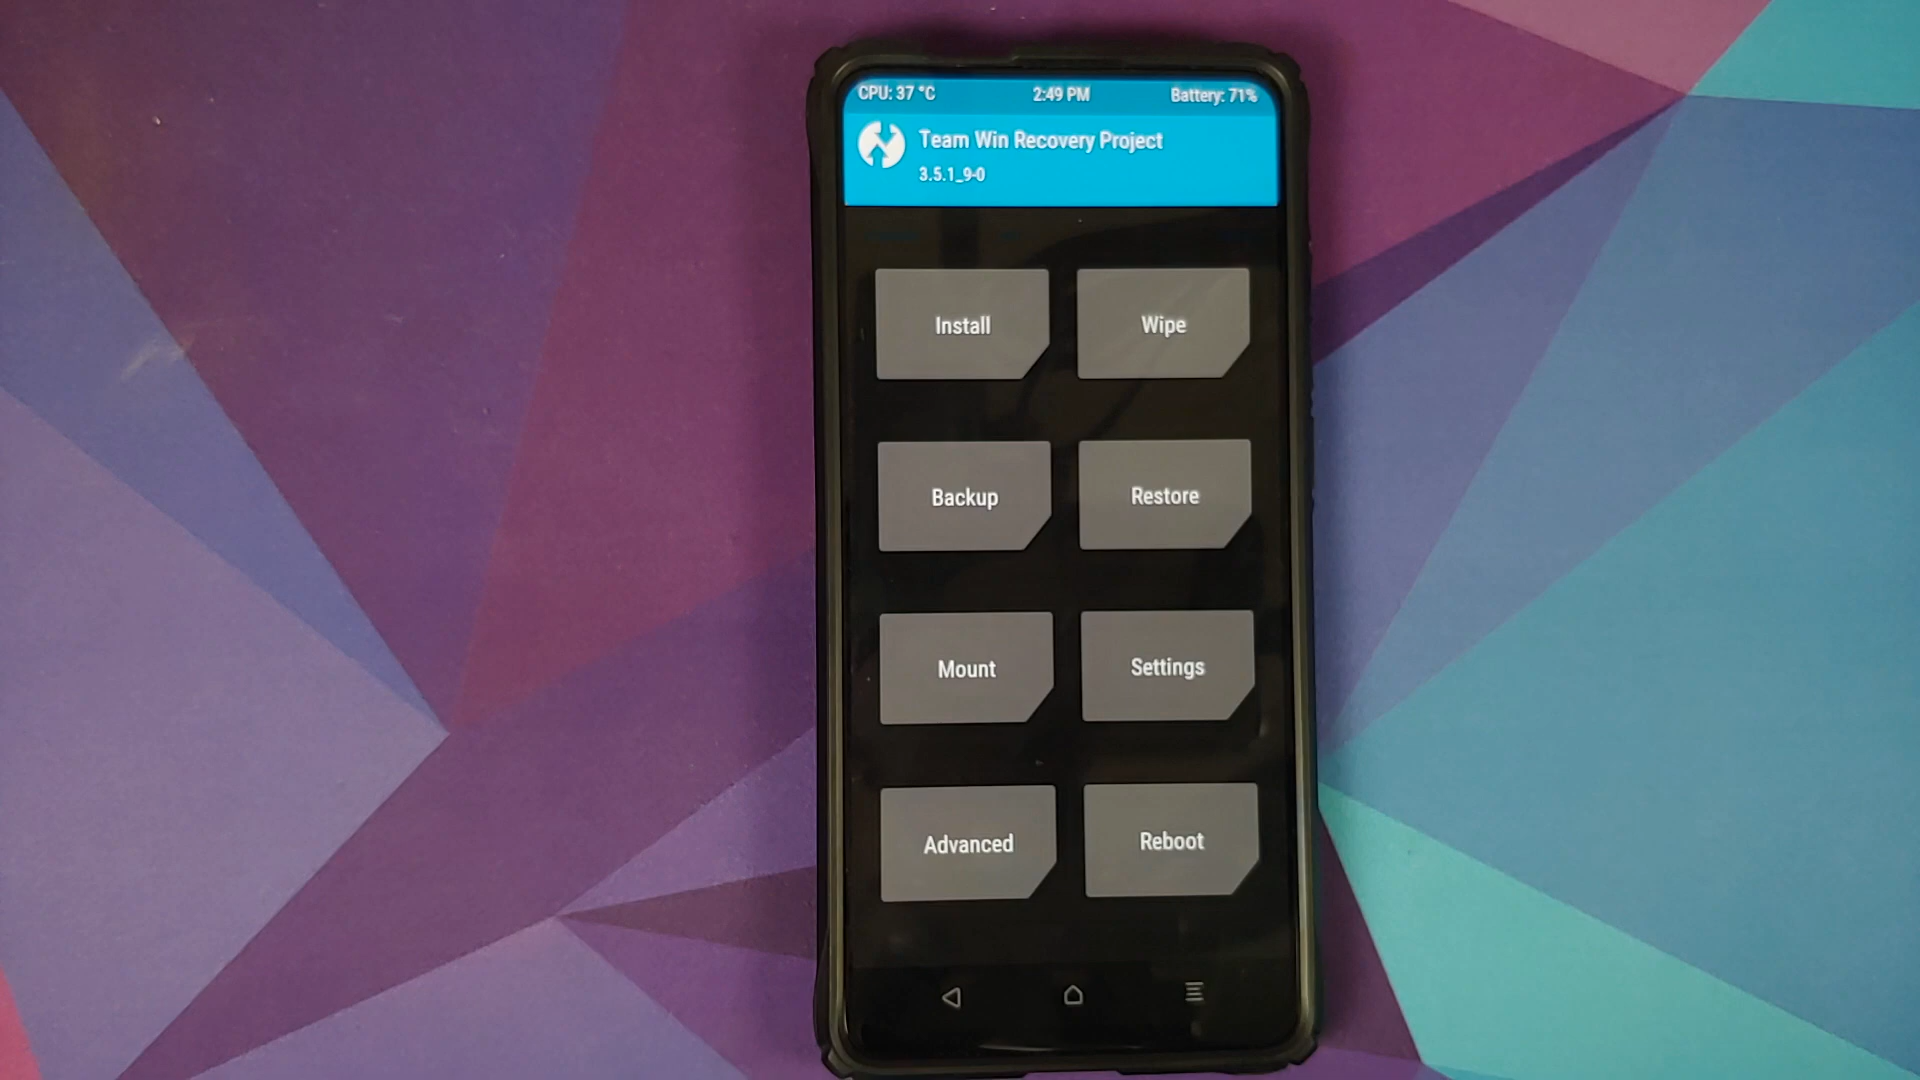 CPU: 37 °C 2:49 PM Battery: 71%
Team Win Recovery Project
3.5.1_9-0
Install Wipe
Backup Restore
Mount Settings
Advanced Reboot